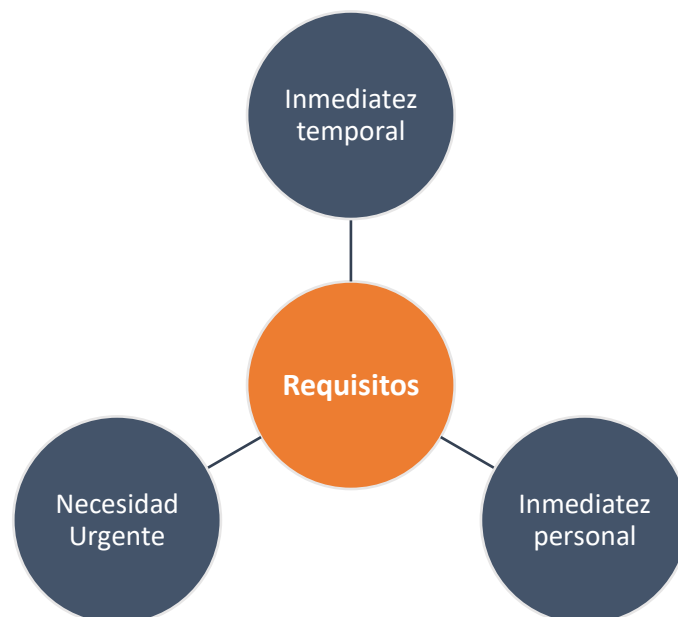 Inmediatez
temporal
Requisitos
Necesidad
Urgente
Inmediatez
personal